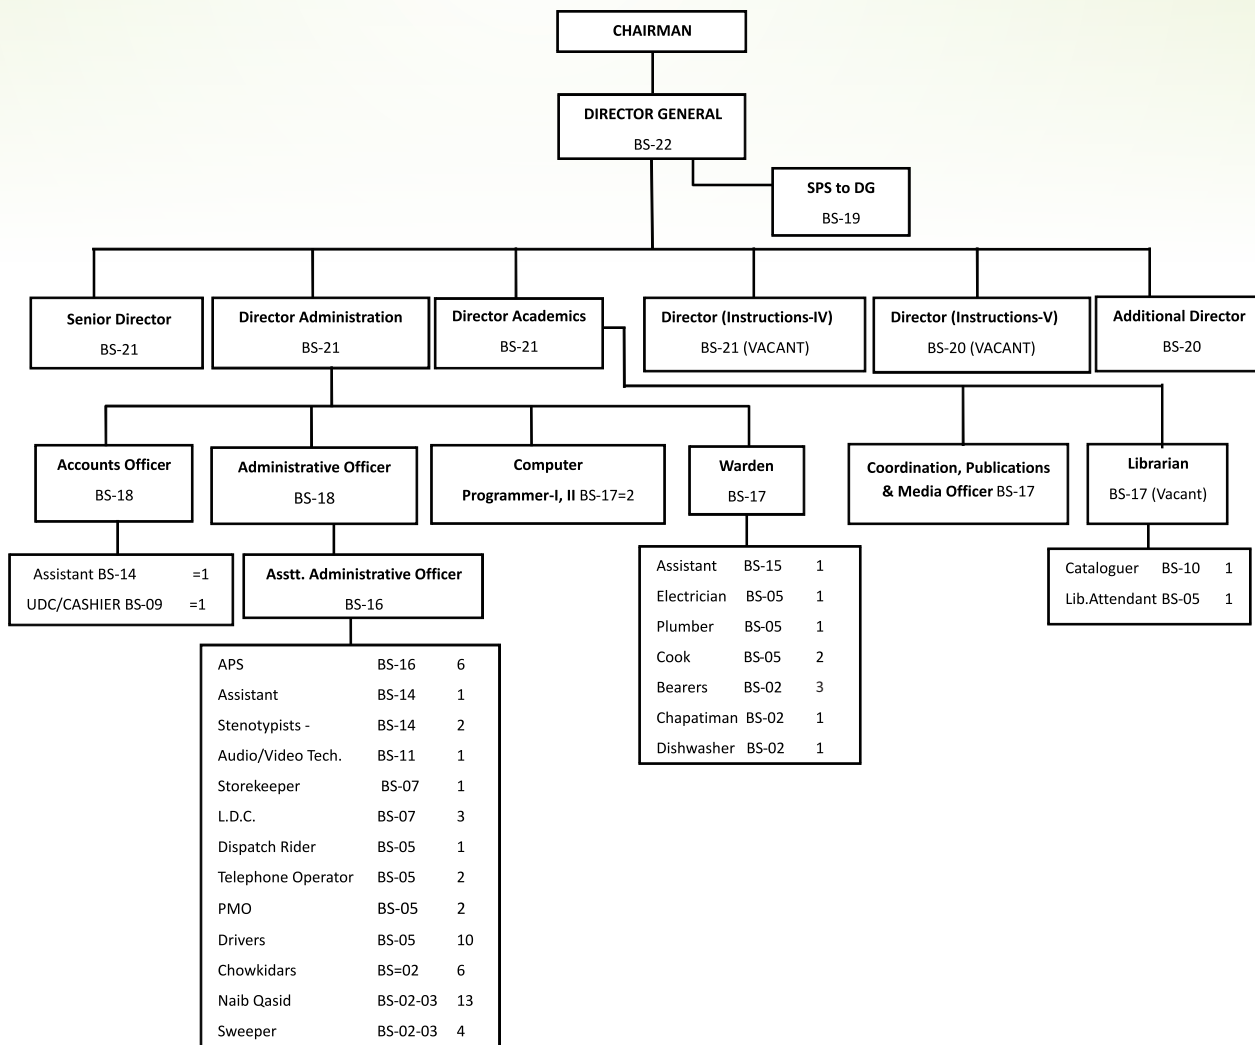 CHAIRMAN
DIRECTOR GENERAL
BS-22
SPS to DG
BS-19
Senior Director
BS-21
Director Administration
BS-21
Director Academics
BS-21
Director (Instructions-IV)
BS-21 (VACANT)
Director (Instructions-V)
BS-20 (VACANT)
Additional Director
BS-20
Accounts Officer
BS-18
Administrative Officer
BS-18
Computer
Programmer-I, II BS-17=2
Warden
BS-17
Coordination, Publications
& Media Officer BS-17
Librarian
BS-17 (Vacant)
Assistant BS-14 =1
UDC/CASHIER BS-09 =1
Asstt. Administrative Officer
BS-16
Assistant BS-15 1
Electrician BS-05 1
Plumber BS-05 1
Cook BS-05 2
Bearers BS-02 3
Chapatiman BS-02 1
Dishwasher BS-02 1
Cataloguer BS-10 1
Lib.Attendant BS-05 1
APS BS-16 6
Assistant BS-14 1
Stenotypists - BS-14 2
Audio/Video Tech. BS-11 1
Storekeeper BS-07 1
L.D.C. BS-07 3
Dispatch Rider BS-05 1
Telephone Operator BS-05 2
PMO BS-05 2
Drivers BS-05 10
Chowkidars BS=02 6
Naib Qasid BS-02-03 13
Sweeper BS-02-03 4